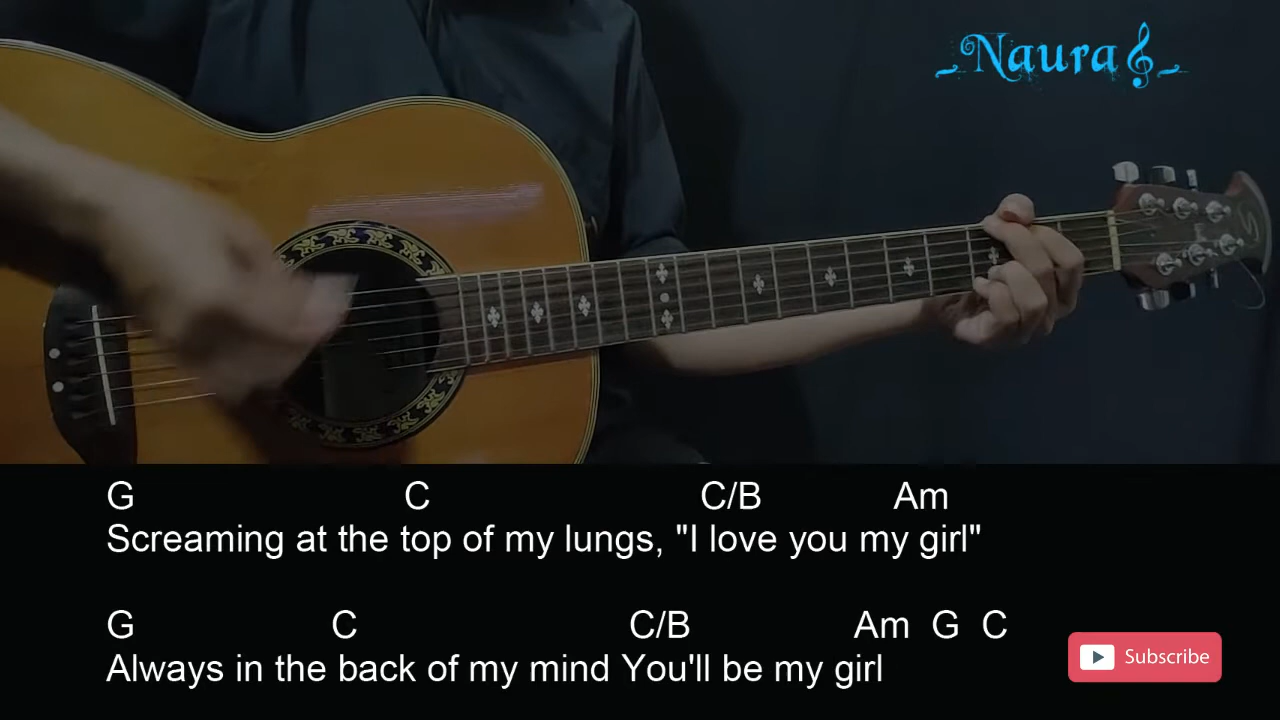 Naura
G C C/B Am
Screaming at the top of my lungs, "I love you my girl"
G C C/B Am G C
Always in the back of my mind You'll be my girl
Subscribe